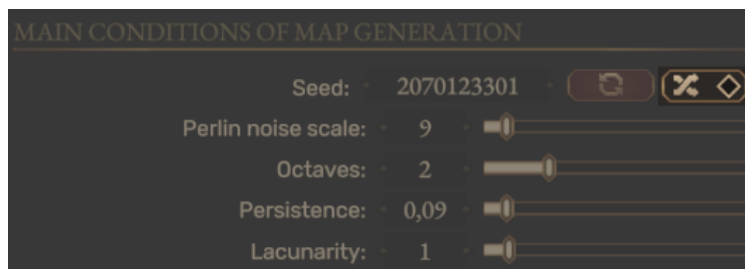 MAIN CONDITIONS OF MAP GENERATION
Seed: 2070123301
Perlin noise scale: 9
Octaves: 2
Persistence: 0,09
Lacunarity: 1